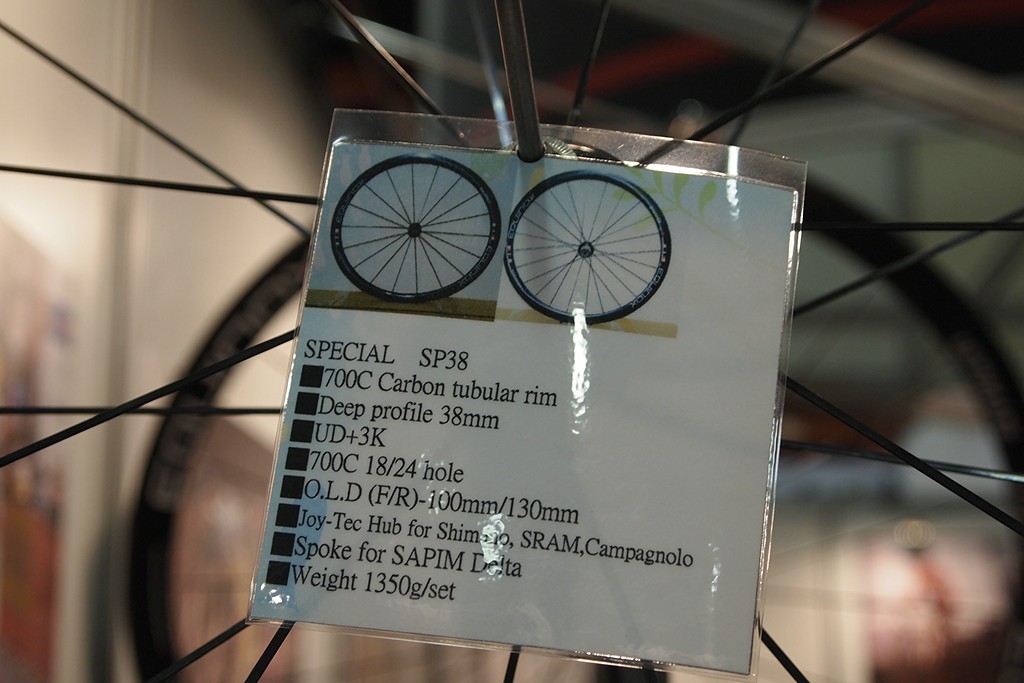 SPECIAL SP38
■700C Carbon tubular rim
■Deep profile 38mm
■UD+3K
■700C 18/24 hole
■O.L.D (F/R)-100mm/130mm
■Joy-Tec Hub for Shimano, SRAM,Campagnolo
■Spoke for SAPIM Delta
■Weight 1350g/set